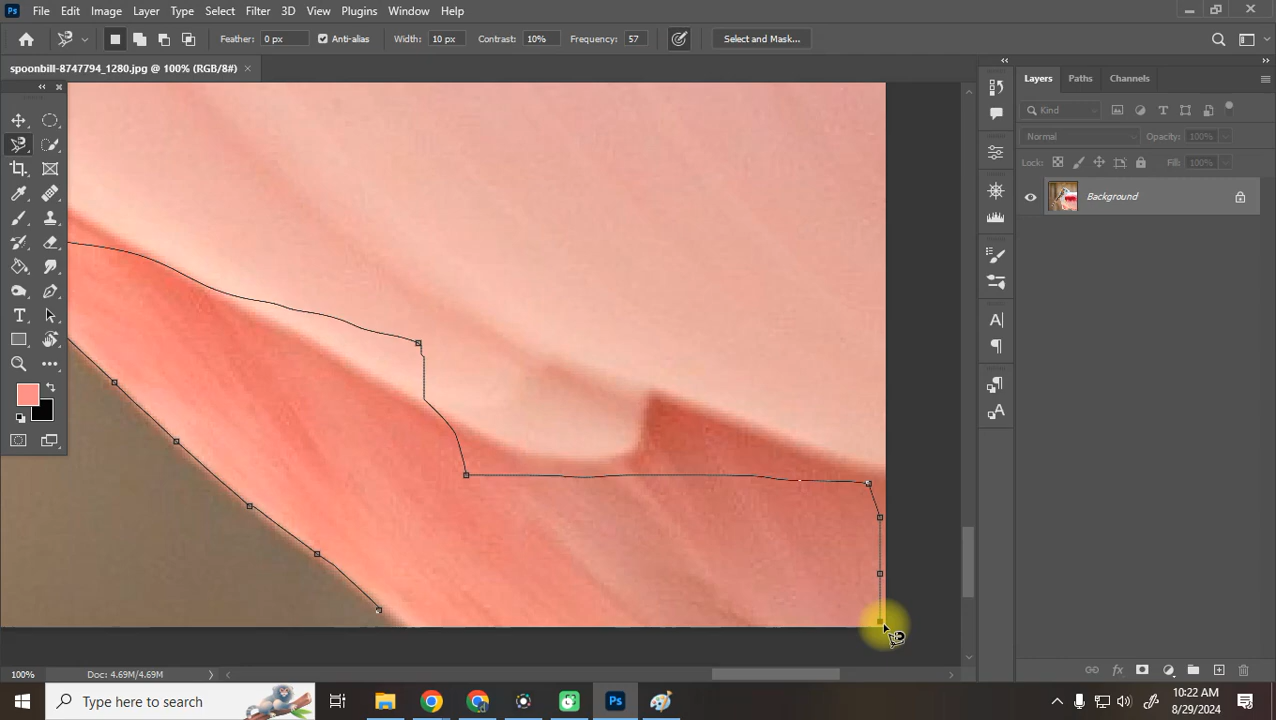 Ps File Edit Image Layer Type Select Filter 3D View Plugins Window Help
Feather: 0 px Anti-alias Width: 10 px Contrast: 10% Frequency: 57 Select and Mask...
spoonbill-8747794_1280.jpg @ 100% (RGB/8#) ×
Layers Paths Channels
Kind
Normal Opacity: 100%
Lock: Fill: 100%
Background
100% Doc: 4.69M/4.69M
Type here to search
Ps
10:22 AM
8/29/2024